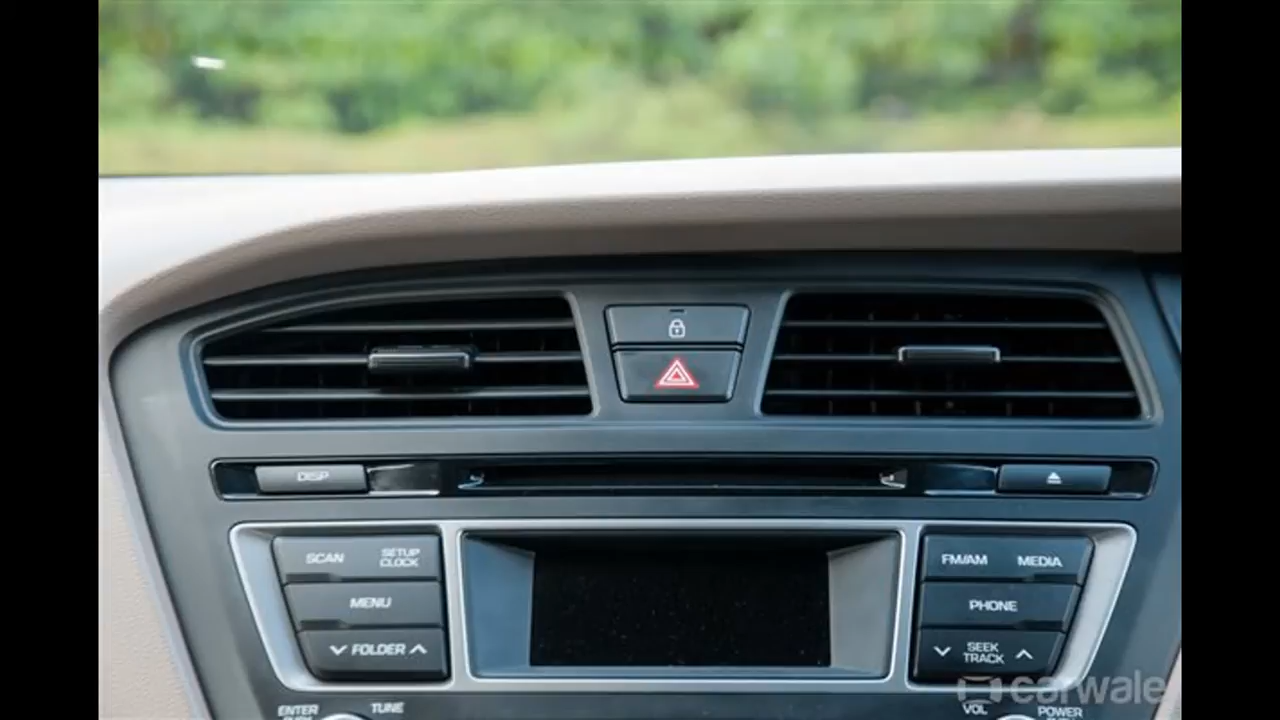 DISP
SCAN
SETUP
CLOCK
MENU
FOLDER
FM/AM
MEDIA
PHONE
SEEK
TRACK
ENTER
TUNE
VOL
POWER
carwale